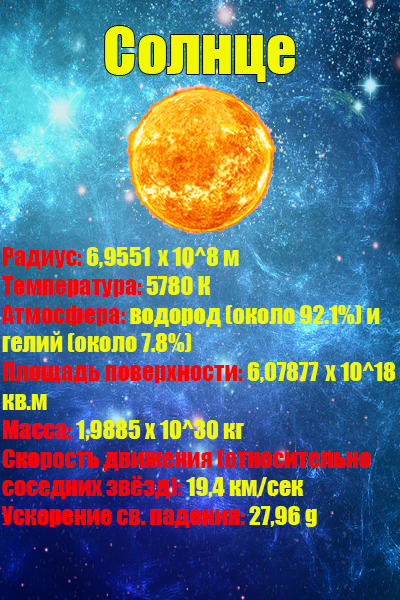 Солнце
Радиус: 6,9551 x 10^8 м
Температура: 5780 К
Атмосфера: водород (около 92.1%) и
гелий (около 7.8%)
Площадь поверхности: 6,07877 x 10^18
кв.м
Масса: 1,9885 x 10^30 кг
Скорость движения (относительно
соседних звёзд): 19,4 км/сек
Ускорение св. падения: 27,96 g